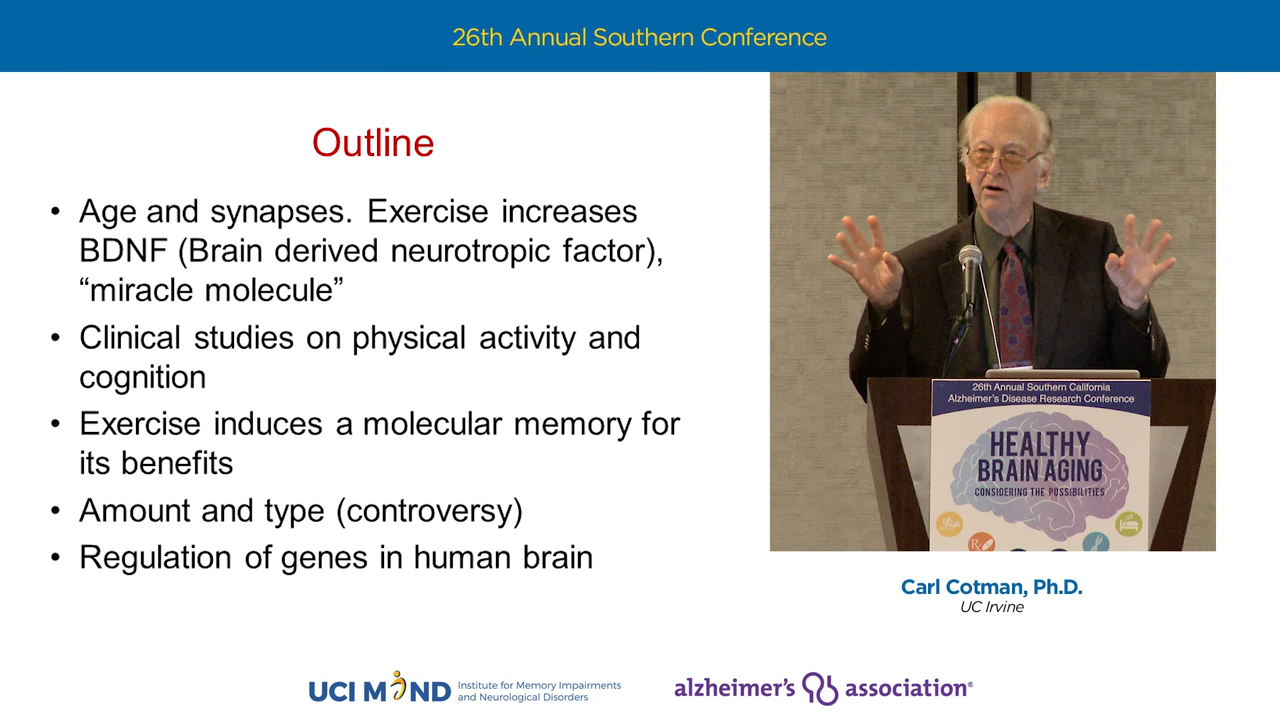 26th Annual Southern Conference
Outline
• Age and synapses. Exercise increases
BDNF (Brain derived neurotropic factor),
“miracle molecule”
• Clinical studies on physical activity and
cognition
• Exercise induces a molecular memory for
its benefits
• Amount and type (controversy)
• Regulation of genes in human brain
26th Annual Southern California
Alzheimer's Disease Research Conference
HEALTHY
BRAIN AGING
CONSIDERING THE POSSIBILITIES
Rx
Carl Cotman, Ph.D.
UC Irvine
UCI MIND
Institute for Memory Impairments
and Neurological Disorders
alzheimer's association®